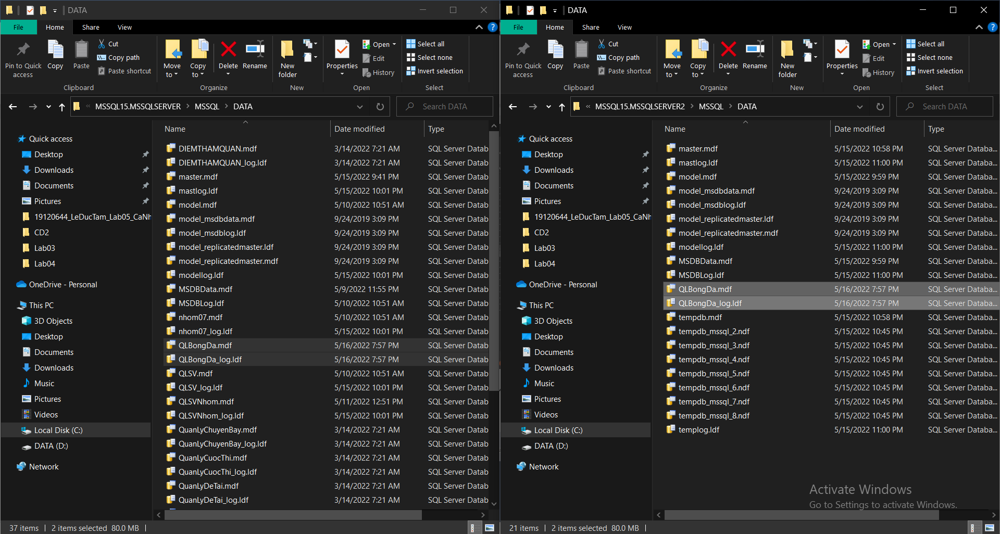 DATA
File Home Share View
Pin to Quick access
Copy
Paste
Cut
Copy path
Paste shortcut
Clipboard
Move to
Copy to
Delete
Rename
Organize
New folder
New
Properties
Open
Edit
History
Open
Select all
Select none
Invert selection
Select
« MSSQL15.MSSQLSERVER > MSSQL > DATA
Search DATA
Quick access
Desktop
Downloads
Documents
Pictures
19120644_LeDucTam_Lab05_CaNh
CD2
Lab03
Lab04
OneDrive - Personal
This PC
3D Objects
Desktop
Documents
Downloads
Music
Pictures
Videos
Local Disk (C:)
DATA (D:)
Network
Name Date modified Type
DIEMTHAMQUAN.mdf 3/14/2022 7:21 AM SQL Server Datab
DIEMTHAMQUAN_log.ldf 3/14/2022 7:21 AM SQL Server Datab
master.mdf 5/15/2022 9:41 PM SQL Server Datab
mastlog.ldf 5/15/2022 10:01 PM SQL Server Datab
model.mdf 5/10/2022 10:51 AM SQL Server Datab
model_msdbdata.mdf 9/24/2019 3:09 PM SQL Server Datab
model_msdblog.ldf 9/24/2019 3:09 PM SQL Server Datab
model_replicatedmaster.ldf 9/24/2019 3:09 PM SQL Server Datab
model_replicatedmaster.mdf 9/24/2019 3:09 PM SQL Server Datab
modellog.ldf 5/15/2022 10:01 PM SQL Server Datab
MSDBData.mdf 5/9/2022 11:55 PM SQL Server Datab
MSDBLog.ldf 5/10/2022 10:51 AM SQL Server Datab
nhom07.mdf 5/10/2022 10:51 AM SQL Server Datab
nhom07_log.ldf 5/15/2022 10:01 PM SQL Server Datab
QLBongDa.mdf 5/16/2022 7:57 PM SQL Server Datab
QLBongDa_log.ldf 5/16/2022 7:57 PM SQL Server Datab
QLSV.mdf 5/10/2022 10:51 AM SQL Server Datab
QLSV_log.ldf 5/15/2022 10:01 PM SQL Server Datab
QLSVNhom.mdf 5/11/2022 12:51 PM SQL Server Datab
QLSVNhom_log.ldf 5/15/2022 10:01 PM SQL Server Datab
QuanLyChuyenBay.mdf 3/14/2022 7:21 AM SQL Server Datab
QuanLyChuyenBay_log.ldf 3/14/2022 7:21 AM SQL Server Datab
QuanLyCuocThi.mdf 3/14/2022 7:21 AM SQL Server Datab
QuanLyCuocThi_log.ldf 3/14/2022 7:21 AM SQL Server Datab
QuanLyDeTai.mdf 3/14/2022 7:21 AM SQL Server Datab
QuanLyDeTai_log.ldf 3/14/2022 7:21 AM SQL Server Datab
37 items 2 items selected 80.0 MB
DATA
File Home Share View
Pin to Quick access
Copy
Paste
Cut
Copy path
Paste shortcut
Clipboard
Move to
Copy to
Delete
Rename
Organize
New folder
New
Properties
Open
Edit
History
Open
Select all
Select none
Invert selection
Select
« MSSQL15.MSSQLSERVER2 > MSSQL > DATA
Search DATA
Quick access
Desktop
Downloads
Documents
Pictures
19120644_LeDucTam_Lab05_CaNh
CD2
Lab03
Lab04
OneDrive - Personal
This PC
3D Objects
Desktop
Documents
Downloads
Music
Pictures
Videos
Local Disk (C:)
DATA (D:)
Network
Name Date modified Type
master.mdf 5/15/2022 10:58 PM SQL Server Databa...
mastlog.ldf 5/15/2022 11:00 PM SQL Server Databa...
model.mdf 5/15/2022 9:59 PM SQL Server Databa...
model_msdbdata.mdf 9/24/2019 3:09 PM SQL Server Databa...
model_msdblog.ldf 9/24/2019 3:09 PM SQL Server Databa...
model_replicatedmaster.ldf 9/24/2019 3:09 PM SQL Server Databa...
model_replicatedmaster.mdf 9/24/2019 3:09 PM SQL Server Databa...
modellog.ldf 5/15/2022 11:00 PM SQL Server Databa...
MSDBData.mdf 5/15/2022 9:59 PM SQL Server Databa...
MSDBLog.ldf 5/15/2022 11:00 PM SQL Server Databa...
QLBongDa.mdf 5/16/2022 7:57 PM SQL Server Databa...
QLBongDa_log.ldf 5/16/2022 7:57 PM SQL Server Databa...
tempdb.mdf 5/15/2022 10:58 PM SQL Server Databa...
tempdb_mssql_2.ndf 5/15/2022 10:45 PM SQL Server Databa...
tempdb_mssql_3.ndf 5/15/2022 10:45 PM SQL Server Databa...
tempdb_mssql_4.ndf 5/15/2022 10:45 PM SQL Server Databa...
tempdb_mssql_5.ndf 5/15/2022 10:45 PM SQL Server Databa...
tempdb_mssql_6.ndf 5/15/2022 10:45 PM SQL Server Databa...
tempdb_mssql_7.ndf 5/15/2022 10:45 PM SQL Server Databa...
tempdb_mssql_8.ndf 5/15/2022 10:45 PM SQL Server Databa...
templog.ldf 5/15/2022 11:00 PM SQL Server Databa...
Activate Windows
Go to Settings to activate Windows.
21 items 2 items selected 80.0 MB